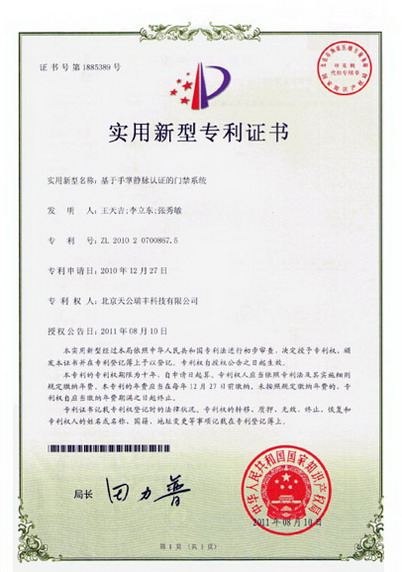 证书号第1885389号
实用新型专利证书
实用新型名称：基于手掌静脉认证的门禁系统
发 明 人：王天吉;李立东;张秀敏
专 利 号：ZL 2010 2 0700867.5
专利申请日：2010年12月27日
专 利 权 人：北京天公瑞丰科技有限公司
授权公告日：2011年08月10日
本实用新型经过本局依照中华人民共和国专利法进行初步审查，决定授予专利权，颁
发本证书并在专利登记簿上予以登记。专利权自授权公告之日起生效。
本专利的专利权期限为十年，自申请日起算。专利权人应当依照专利法及其实施细则
规定缴纳年费。本专利的年费应当在每年12月27日前缴纳。未按照规定缴纳年费的，专
利权自应当缴纳年费期满之日起终止。
专利证书记载专利权登记时的法律状况。专利权的转移、质押、无效、终止、恢复和
专利权人的姓名或名称、国籍、地址变更等事项记载在专利登记簿上。
局长 田力普
中华人民共和国国家知识产权局
2011年08月10日
第1页（共1页）